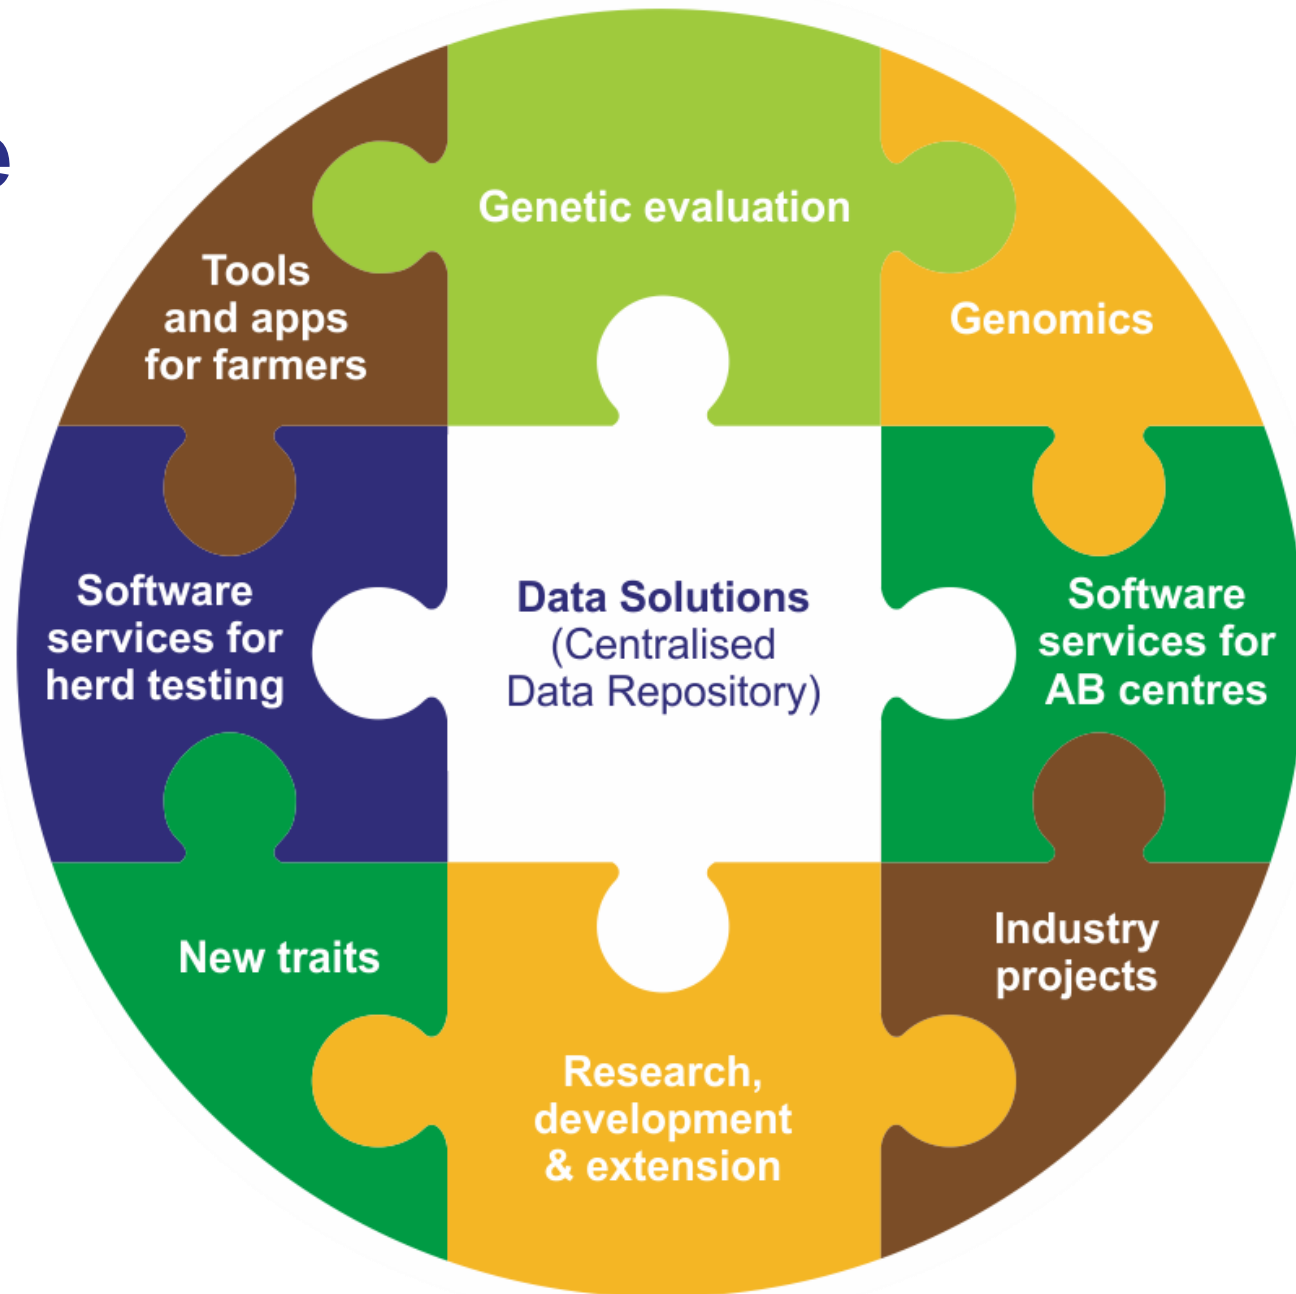 e
Genetic evaluation
Tools
and apps
for farmers
Genomics
Software
services for
herd testing
Data Solutions
(Centralised
Data Repository)
Software
services for
AB centres
New traits
Industry
projects
Research,
development
& extension